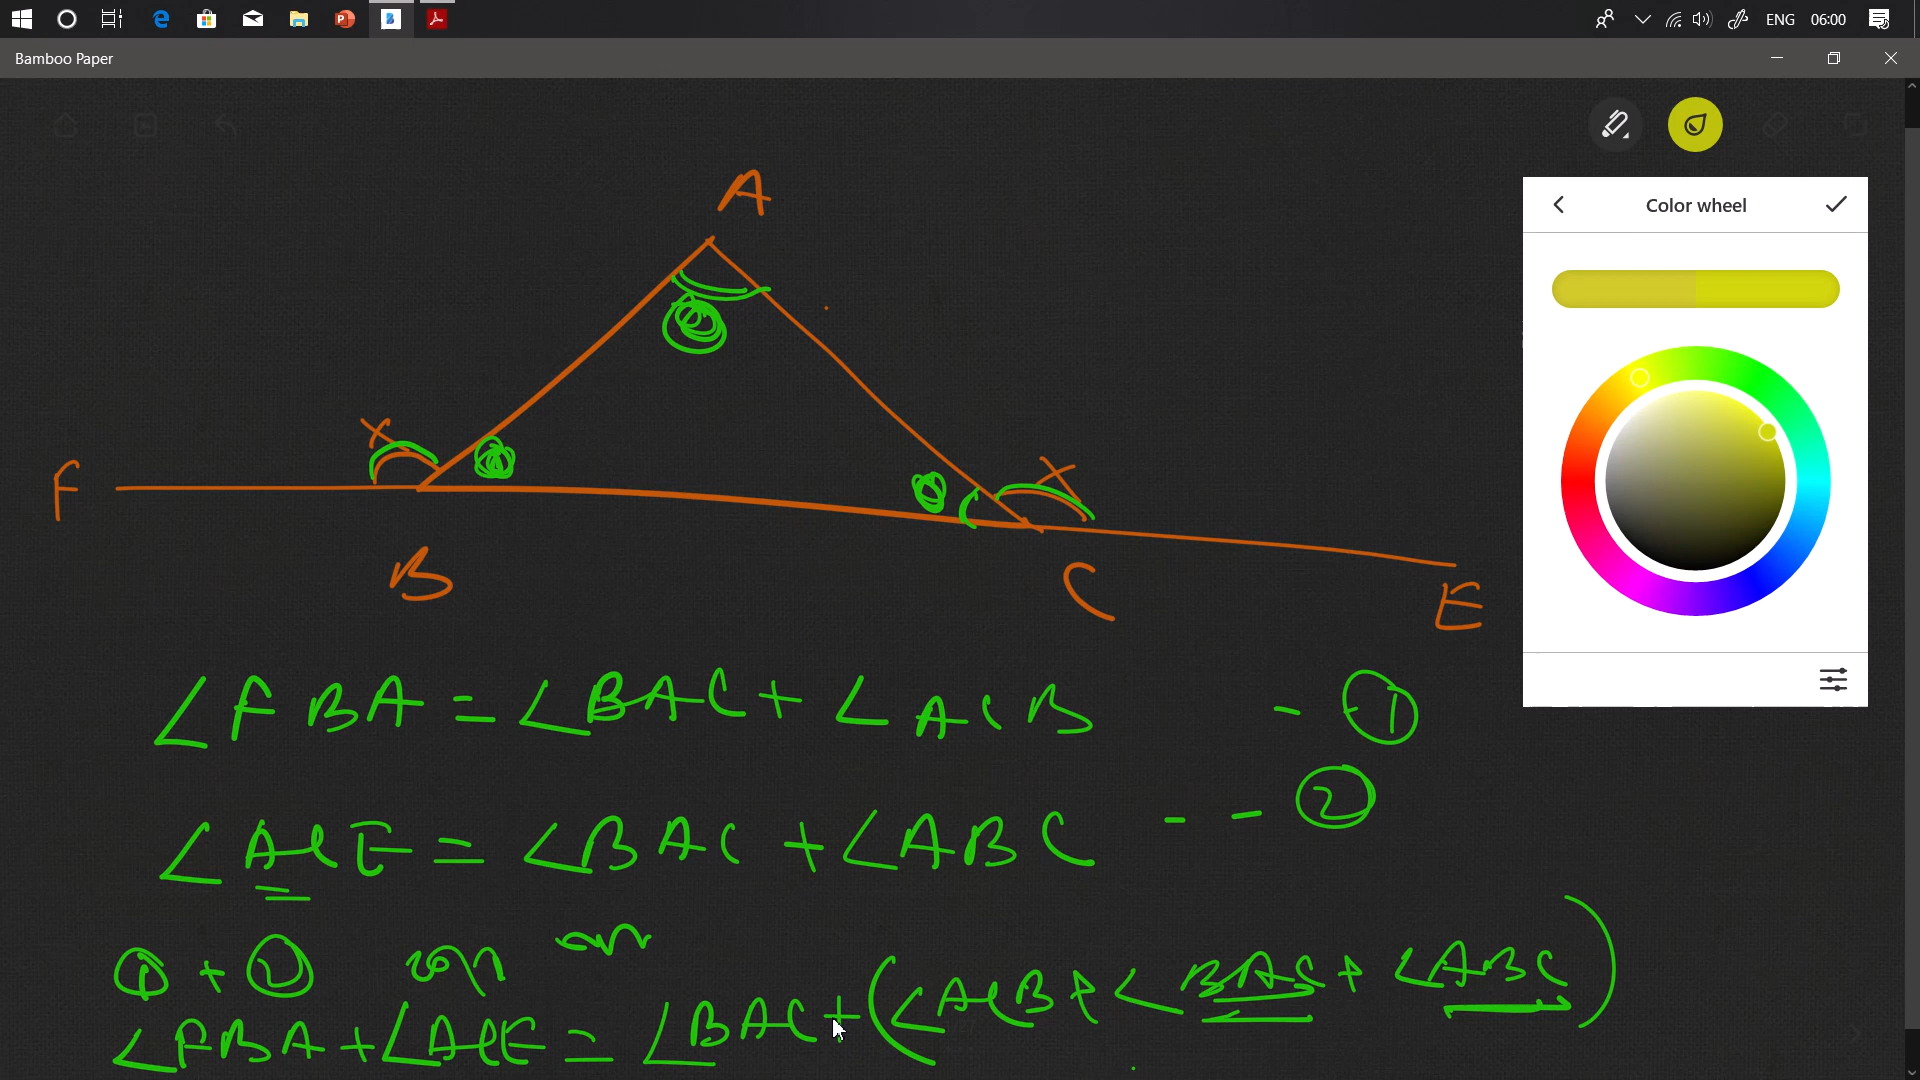 ENG 06:00
Bamboo Paper
Color wheel
A
x
x
F
B
C
E
∠FBA = ∠BAC + ∠ACB - - ①
∠ACE = ∠BAC + ∠ABC - - ②
① + ②
∠FBA + ∠ACE = ∠BAC + (∠ACB + ∠BAC + ∠ABC)